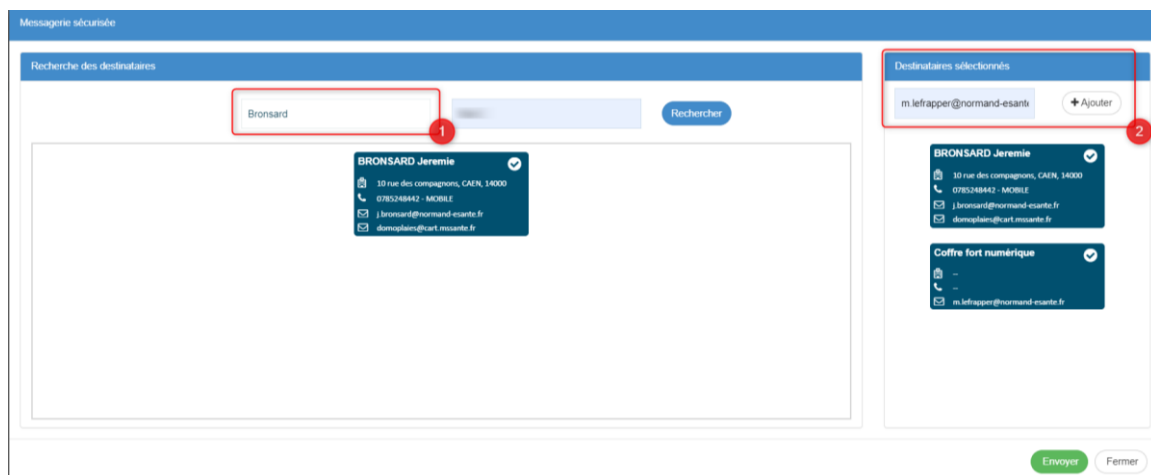 Messagerie sécurisée
Recherche des destinataires
Bronsard
Rechercher
1
BRONSARD Jeremie
10 rue des compagnons, CAEN, 14000
0785248442 - MOBILE
j.bronsard@normand-esante.fr
domoplaies@cart.mssante.fr
Destinataires sélectionnés
m.lefrapper@normand-esant
+ Ajouter
2
BRONSARD Jeremie
10 rue des compagnons, CAEN, 14000
0785248442 - MOBILE
j.bronsard@normand-esante.fr
domoplaies@cart.mssante.fr
Coffre fort numérique
--
--
m.lefrapper@normand-esante.fr
Envoyer
Fermer